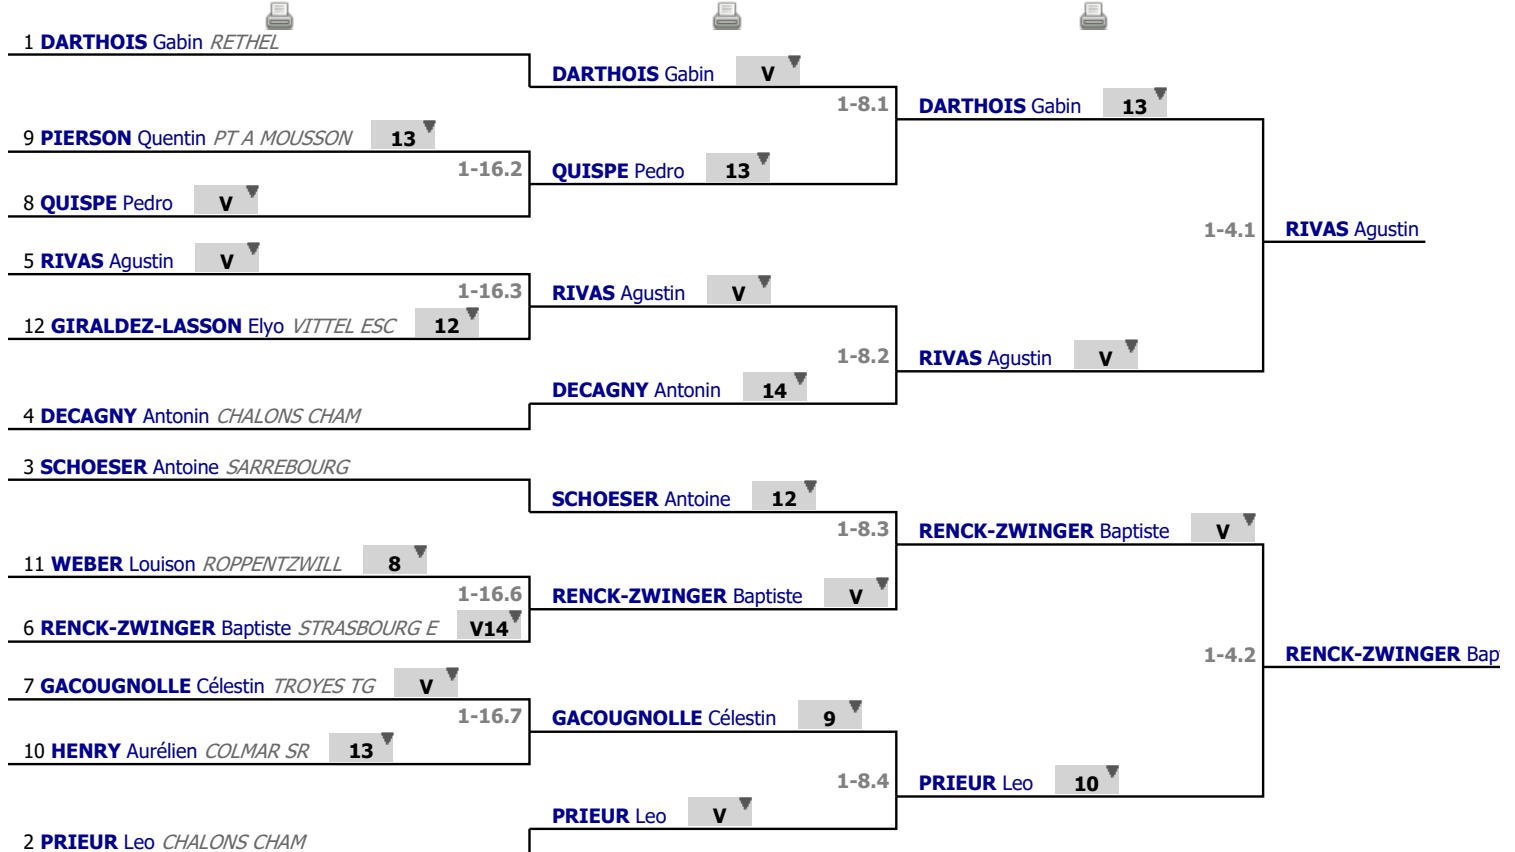 1 DARTHOIS Gabin RETHEL
DARTHOIS Gabin V
1-8.1
DARTHOIS Gabin 13
9 PIERSON Quentin PT A MOUSSON 13
1-16.2
QUISPE Pedro 13
8 QUISPE Pedro V
1-4.1
RIVAS Agustin
5 RIVAS Agustin V
1-16.3
RIVAS Agustin V
12 GIRALDEZ-LASSON Elyo VITTEL ESC 12
1-8.2
RIVAS Agustin V
DECAGNY Antonin 14
4 DECAGNY Antonin CHALONS CHAM
3 SCHOESER Antoine SARREBOURG
SCHOESER Antoine 12
1-8.3
RENCK-ZWINGER Baptiste V
11 WEBER Louison ROPPENTZWILL 8
1-16.6
RENCK-ZWINGER Baptiste V
6 RENCK-ZWINGER Baptiste STRASBOURG E V14
1-4.2
RENCK-ZWINGER Bap
7 GACOUGNOLLE Célestin TROYES TG V
1-16.7
GACOUGNOLLE Célestin 9
10 HENRY Aurélien COLMAR SR 13
1-8.4
PRIEUR Leo 10
PRIEUR Leo V
2 PRIEUR Leo CHALONS CHAM